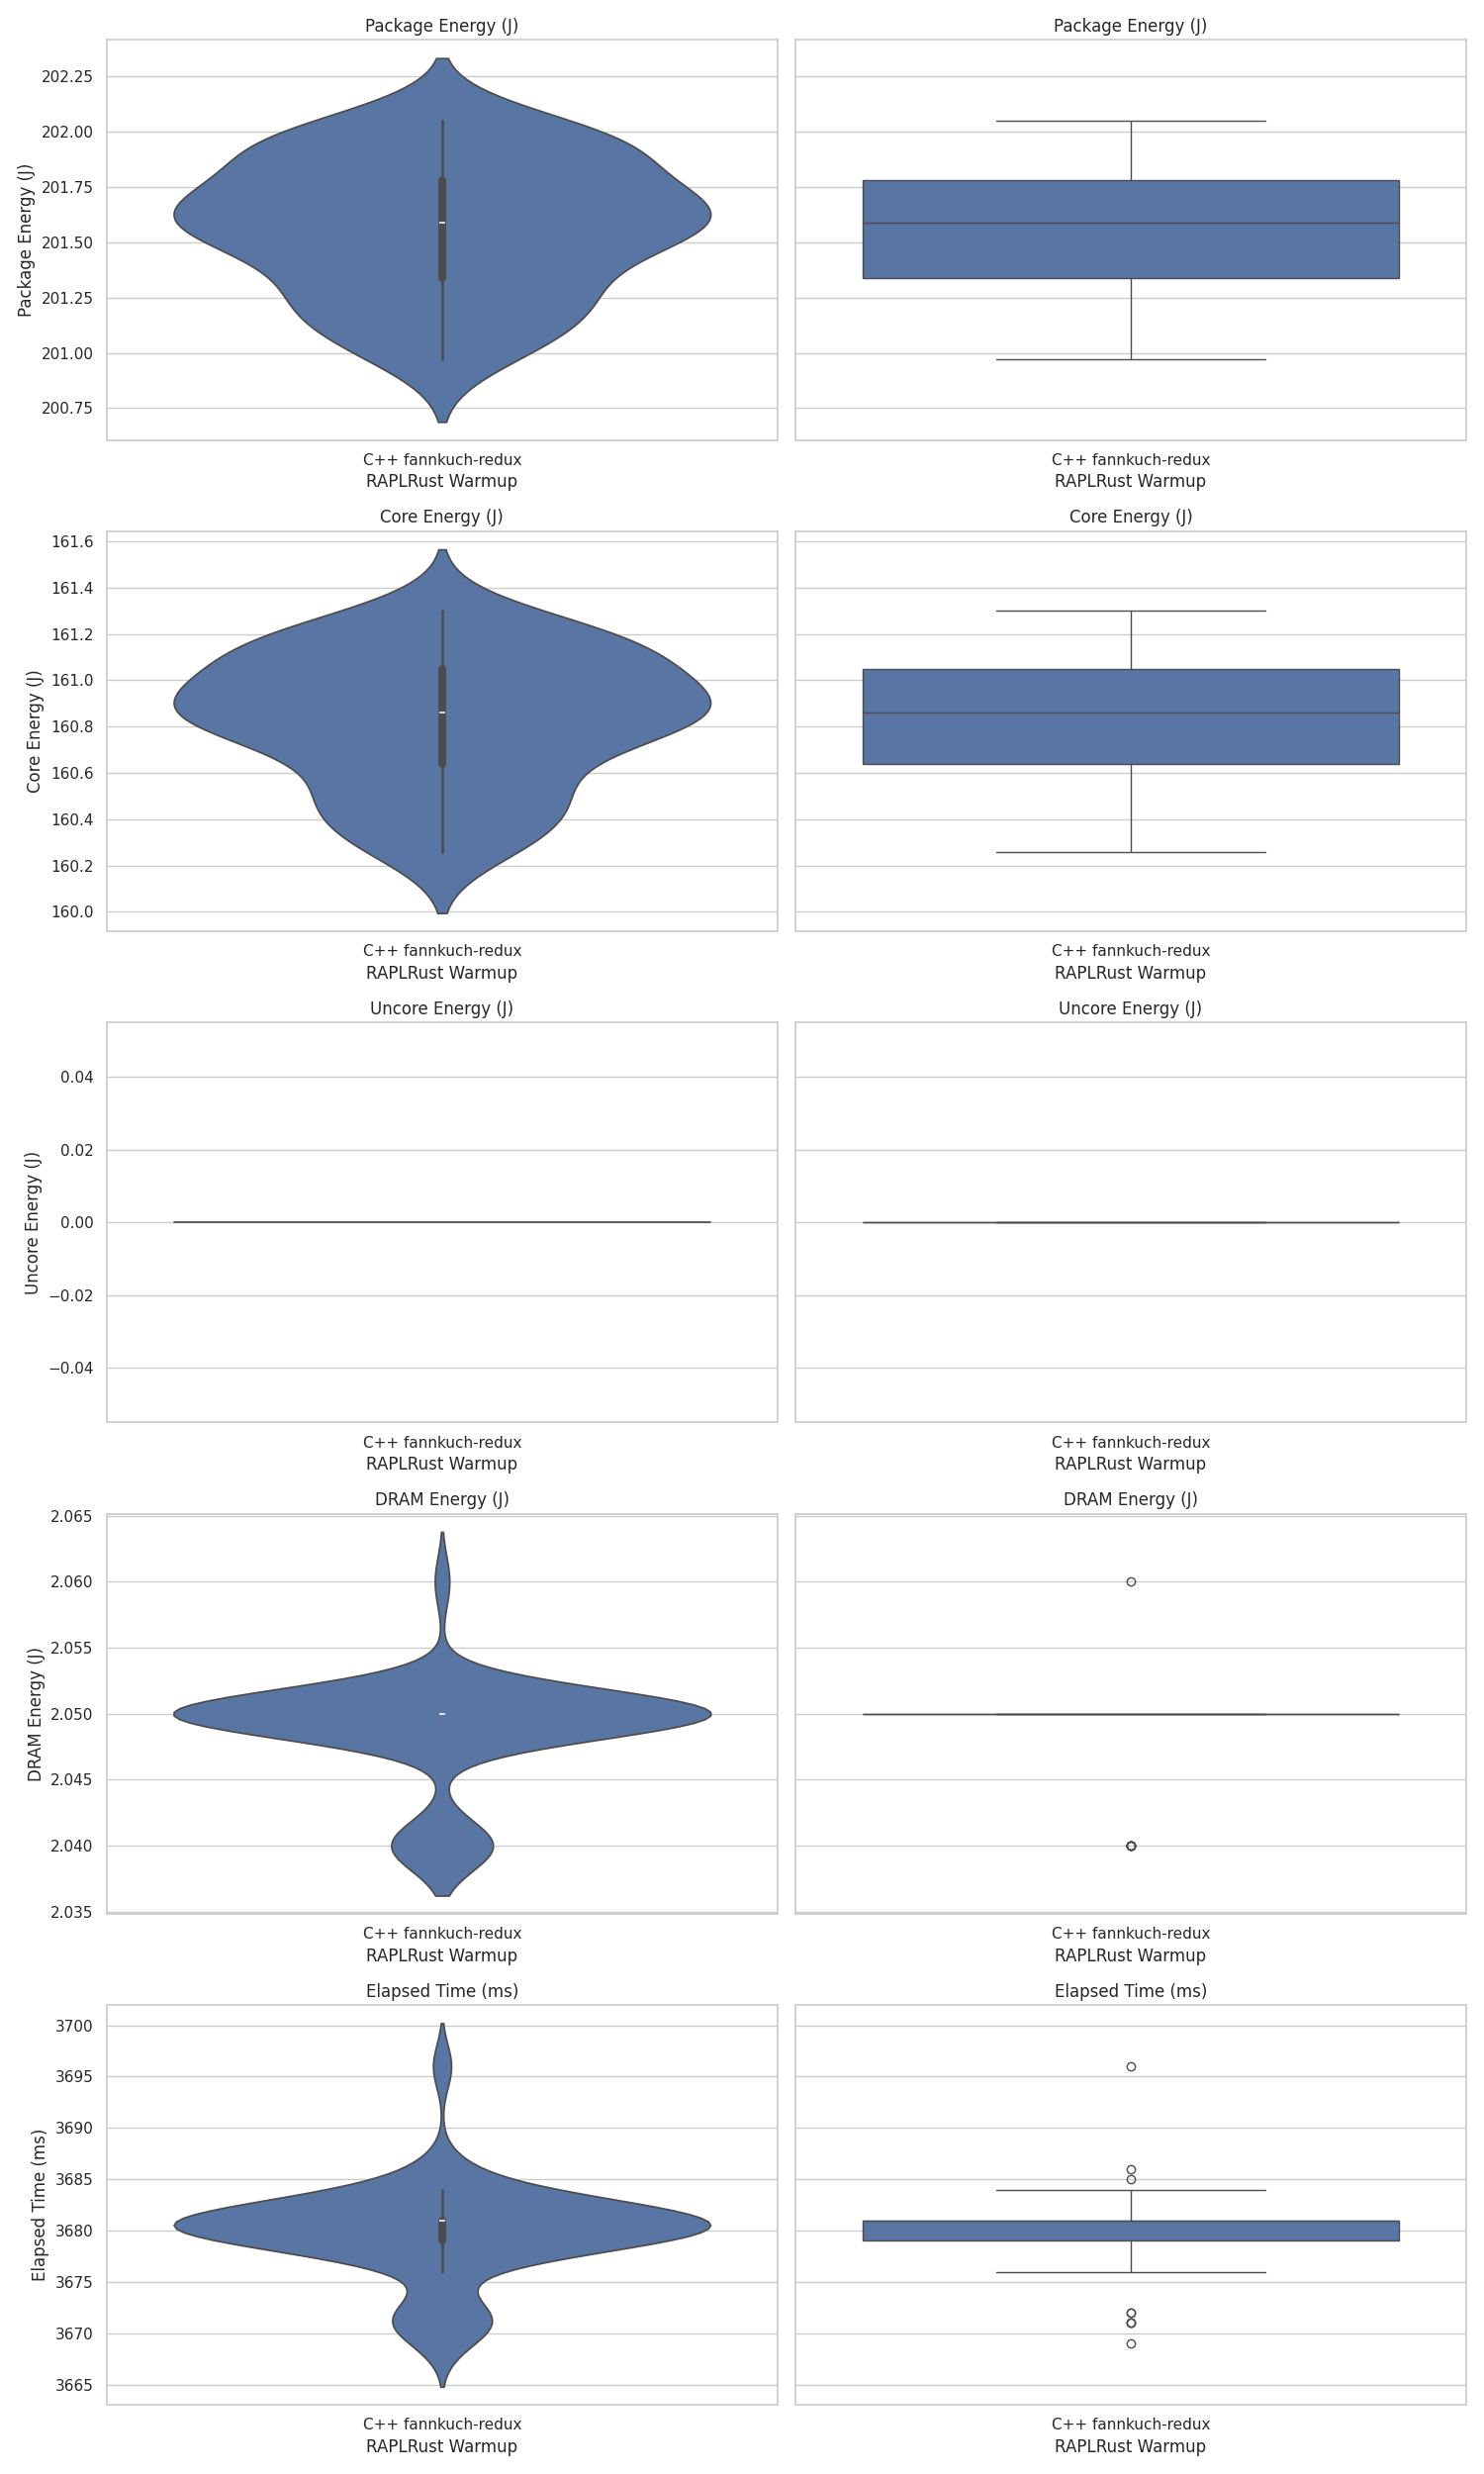 Package Energy (J)
Package Energy (J)
Package Energy (J)
202.25
202.00
201.75
201.50
201.25
201.00
200.75
C++ fannkuch-redux
RAPLRust Warmup
C++ fannkuch-redux
RAPLRust Warmup
Core Energy (J)
Core Energy (J)
Core Energy (J)
161.6
161.4
161.2
161.0
160.8
160.6
160.4
160.2
160.0
C++ fannkuch-redux
RAPLRust Warmup
C++ fannkuch-redux
RAPLRust Warmup
Uncore Energy (J)
Uncore Energy (J)
Uncore Energy (J)
0.04
0.02
0.00
−0.02
−0.04
C++ fannkuch-redux
RAPLRust Warmup
C++ fannkuch-redux
RAPLRust Warmup
DRAM Energy (J)
DRAM Energy (J)
DRAM Energy (J)
2.065
2.060
2.055
2.050
2.045
2.040
2.035
C++ fannkuch-redux
RAPLRust Warmup
C++ fannkuch-redux
RAPLRust Warmup
Elapsed Time (ms)
Elapsed Time (ms)
Elapsed Time (ms)
3700
3695
3690
3685
3680
3675
3670
3665
C++ fannkuch-redux
RAPLRust Warmup
C++ fannkuch-redux
RAPLRust Warmup